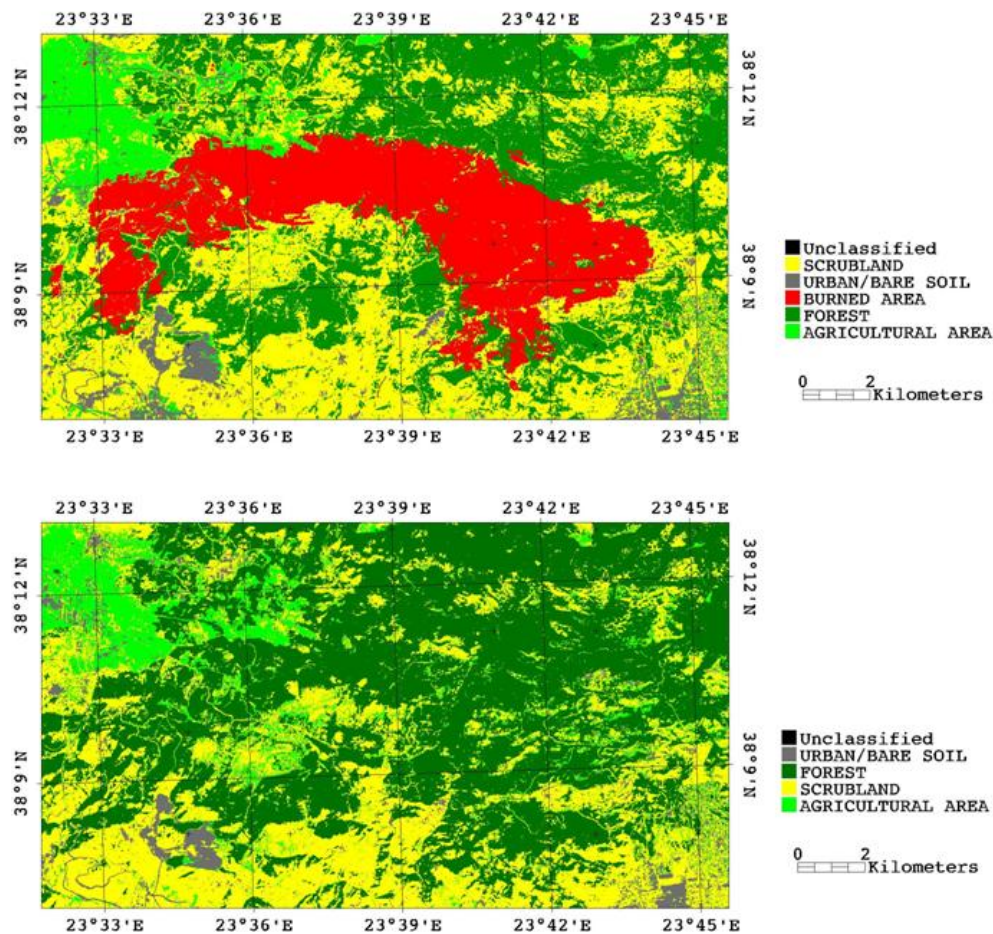 23°33'E 23°36'E 23°39'E 23°42'E 23°45'E
38°12'N
38°12'N
38°9'N
38°9'N
Unclassified
SCRUBLAND
URBAN/BARE SOIL
BURNED AREA
FOREST
AGRICULTURAL AREA
0 2
Kilometers
23°33'E 23°36'E 23°39'E 23°42'E 23°45'E
23°33'E 23°36'E 23°39'E 23°42'E 23°45'E
38°12'N
38°12'N
38°9'N
38°9'N
Unclassified
URBAN/BARE SOIL
FOREST
SCRUBLAND
AGRICULTURAL AREA
0 2
Kilometers
23°33'E 23°36'E 23°39'E 23°42'E 23°45'E